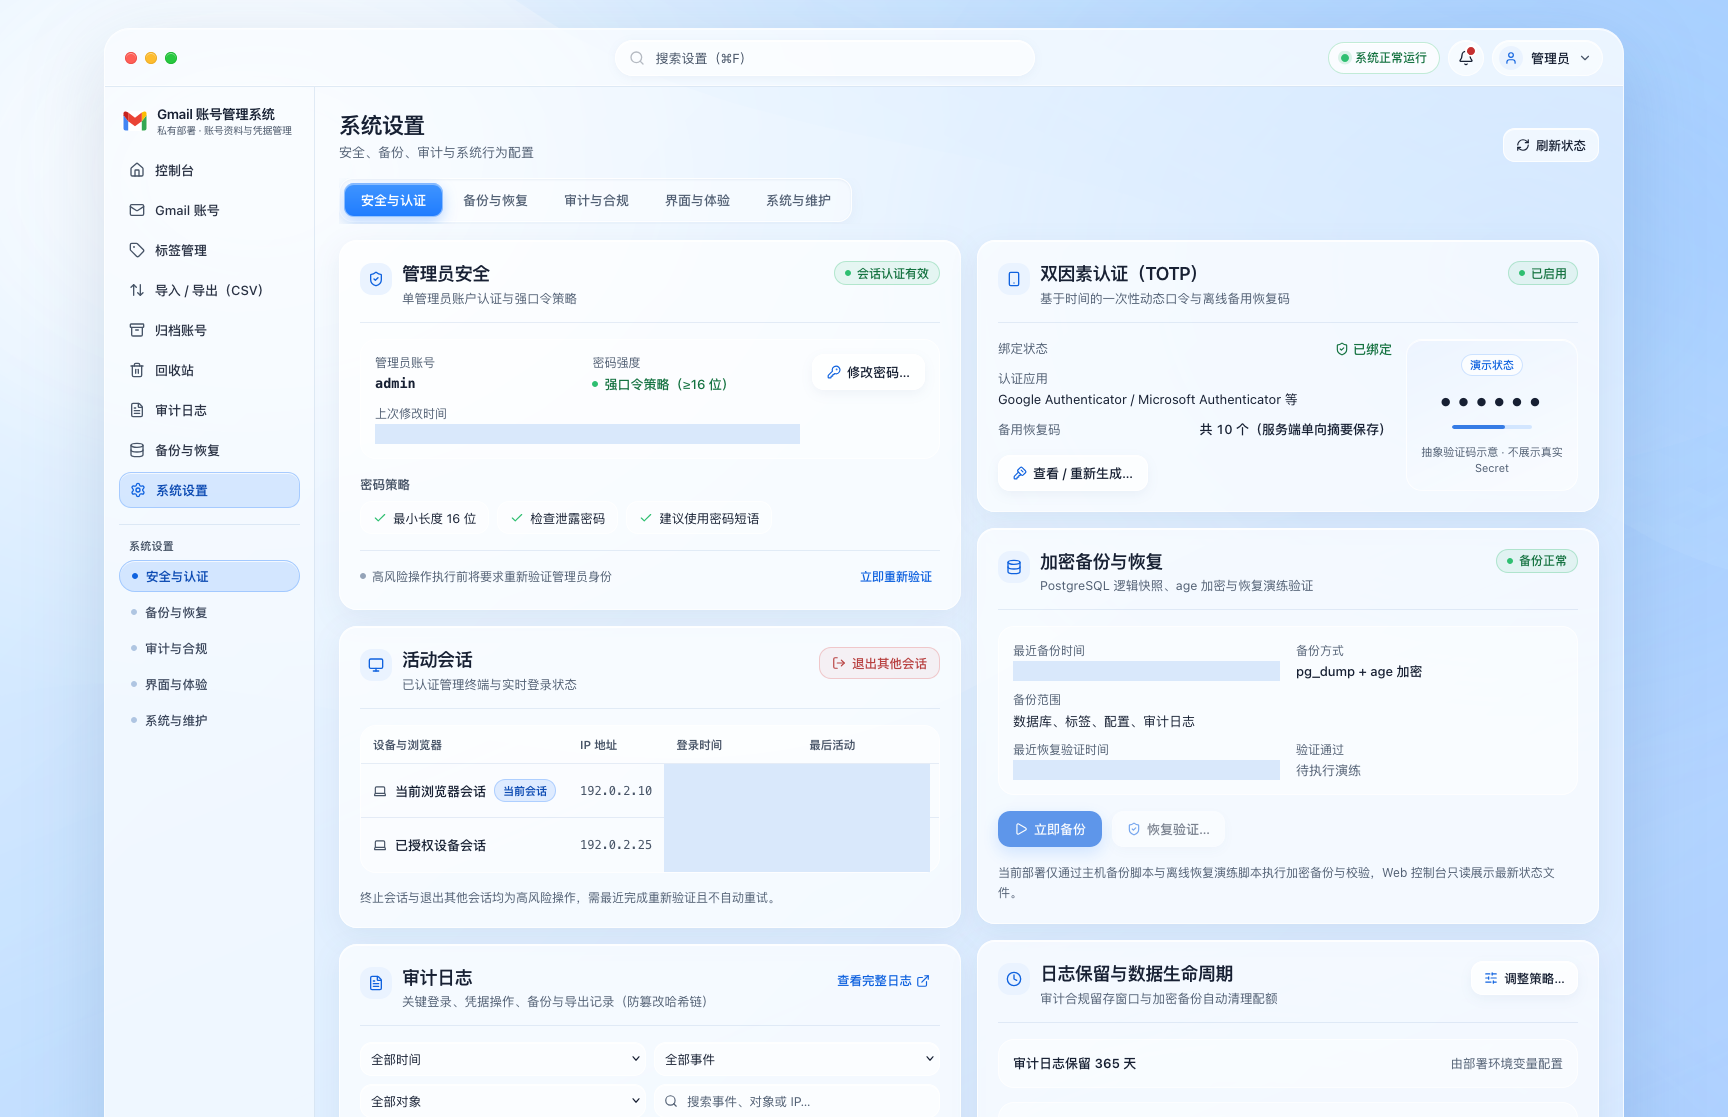 搜索设置（⌘F）
系统正常运行
管理员
Gmail 账号管理系统
私有部署 · 账号资料与凭据管理
控制台
Gmail 账号
标签管理
导入 / 导出（CSV）
归档账号
回收站
审计日志
备份与恢复
系统设置
系统设置
安全与认证
备份与恢复
审计与合规
界面与体验
系统与维护
系统设置
安全、备份、审计与系统行为配置
刷新状态
安全与认证
备份与恢复
审计与合规
界面与体验
系统与维护
管理员安全
单管理员账户认证与强口令策略
会话认证有效
管理员账号
admin
密码强度
强口令策略（≥16 位）
修改密码...
上次修改时间
密码策略
最小长度 16 位
检查泄露密码
建议使用密码短语
高风险操作执行前将要求重新验证管理员身份
立即重新验证
双因素认证（TOTP）
基于时间的一次性动态口令与离线备用恢复码
已启用
绑定状态
已绑定
认证应用
Google Authenticator / Microsoft Authenticator 等
备用恢复码
共 10 个（服务端单向摘要保存）
查看 / 重新生成...
演示状态
抽象验证码示意 · 不展示真实
Secret
活动会话
已认证管理终端与实时登录状态
退出其他会话
设备与浏览器
IP 地址
登录时间
最后活动
当前浏览器会话
当前会话
192.0.2.10
已授权设备会话
192.0.2.25
终止会话与退出其他会话均为高风险操作，需最近完成重新验证且不自动重试。
加密备份与恢复
PostgreSQL 逻辑快照、age 加密与恢复演练验证
备份正常
最近备份时间
备份方式
pg_dump + age 加密
备份范围
数据库、标签、配置、审计日志
最近恢复验证时间
验证通过
待执行演练
立即备份
恢复验证...
当前部署仅通过主机备份脚本与离线恢复演练脚本执行加密备份与校验，Web 控制台只读展示最新状态文
件。
审计日志
关键登录、凭据操作、备份与导出记录（防篡改哈希链）
查看完整日志
全部时间
全部事件
全部对象
搜索事件、对象或 IP...
日志保留与数据生命周期
审计合规留存窗口与加密备份自动清理配额
调整策略...
审计日志保留 365 天
由部署环境变量配置